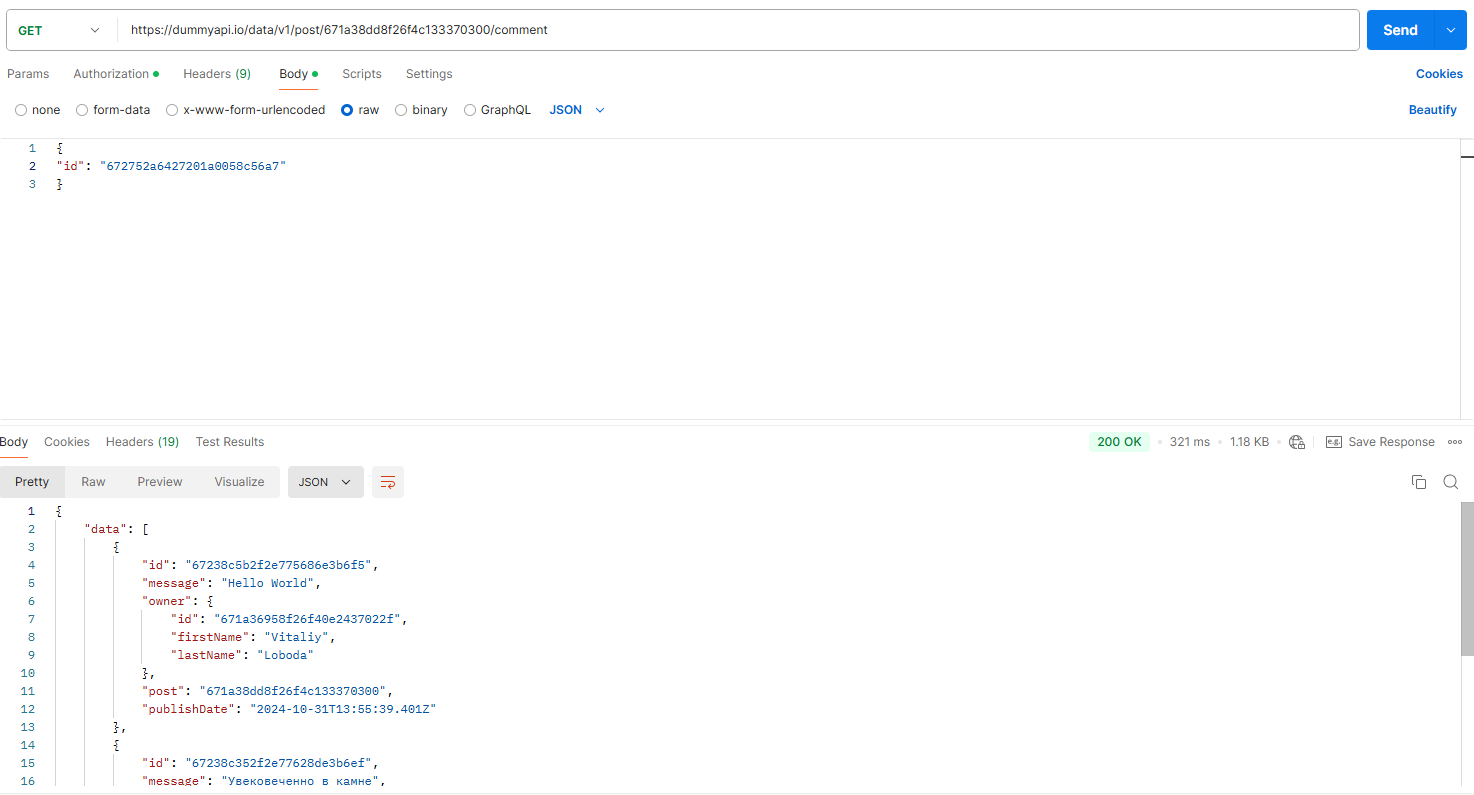 GET https://dummyapi.io/data/v1/post/671a38dd8f26f4c133370300/comment Send
Params Authorization Headers (9) Body Scripts Settings Cookies
none form-data x-www-form-urlencoded raw binary GraphQL JSON Beautify
1 {
2 "id": "672752a6427201a0058c56a7"
3 }
Body Cookies Headers (19) Test Results 200 OK 321 ms 1.18 KB e.g. Save Response
Pretty Raw Preview Visualize JSON
1 {
2 "data": [
3 {
4 "id": "67238c5b2f2e775686e3b6f5",
5 "message": "Hello World",
6 "owner": {
7 "id": "671a36958f26f40e2437022f",
8 "firstName": "Vitaliy",
9 "lastName": "Loboda"
10 },
11 "post": "671a38dd8f26f4c133370300",
12 "publishDate": "2024-10-31T13:55:39.401Z"
13 },
14 {
15 "id": "67238c352f2e77628de3b6ef",
16 "message": "Увековеченно в камне",